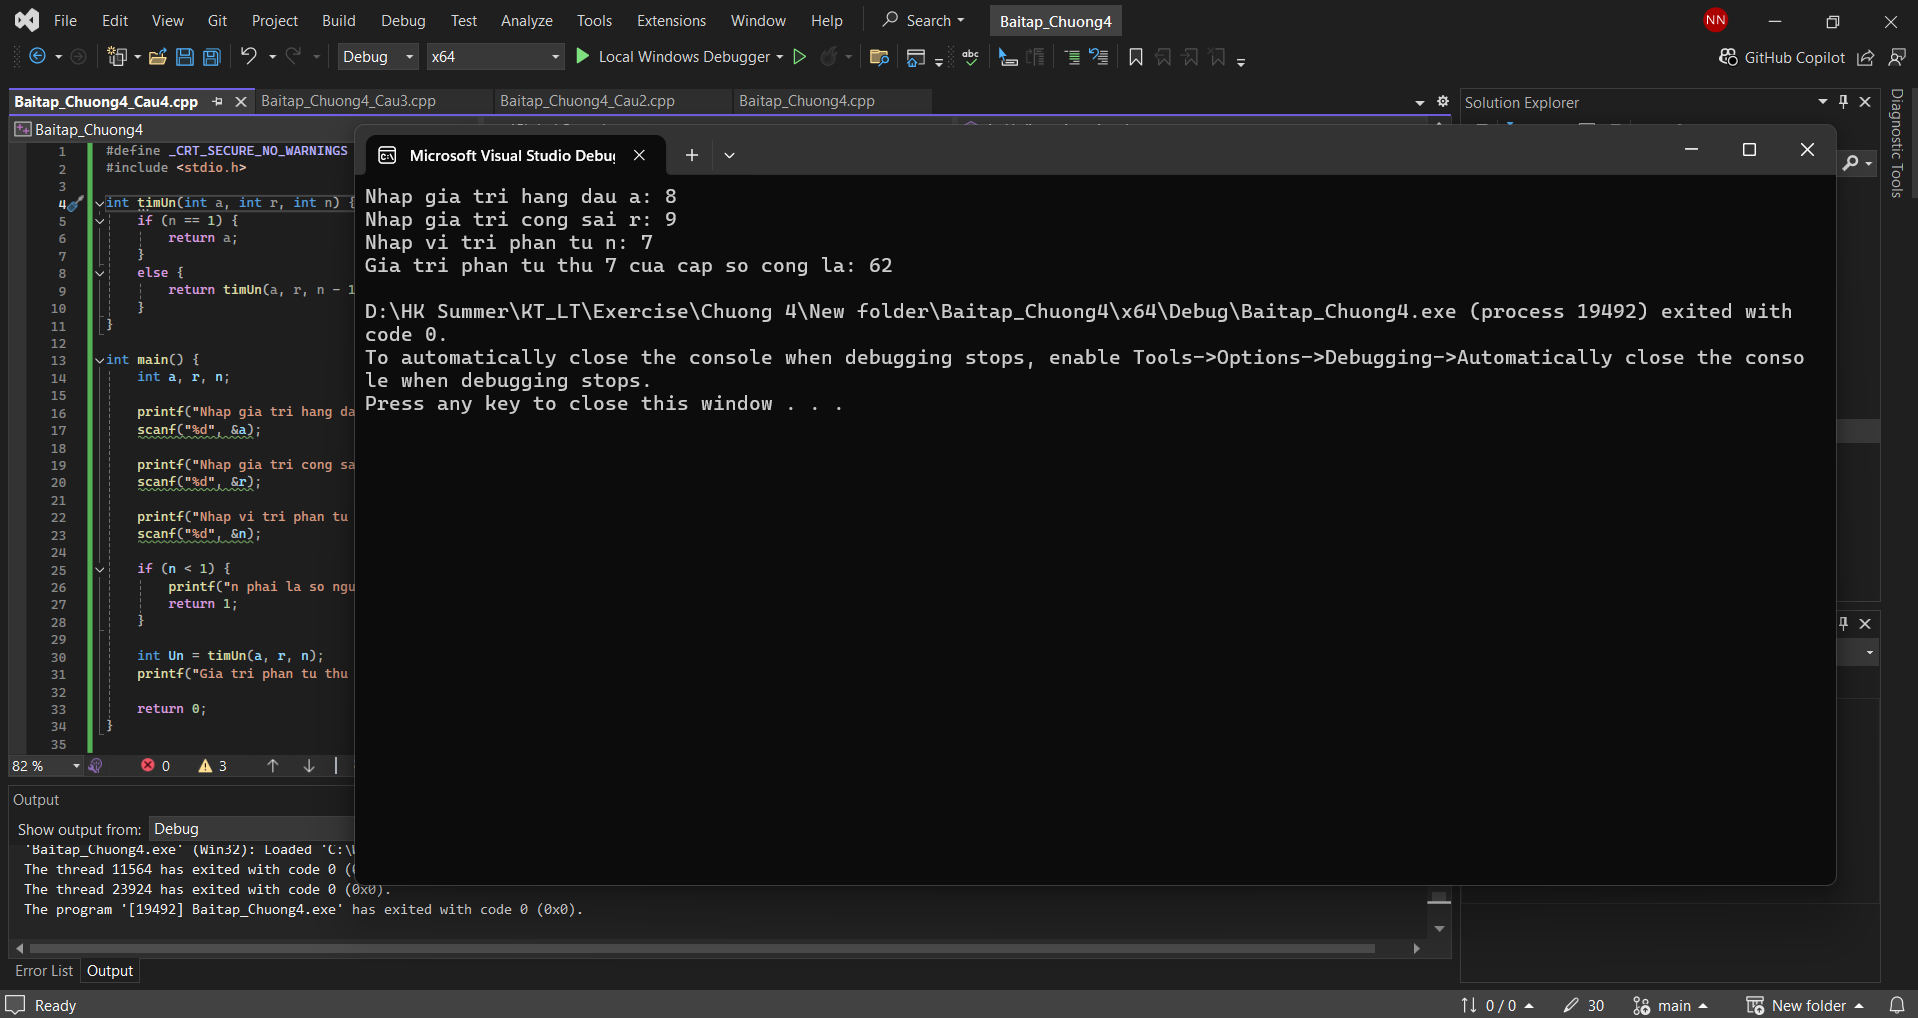 File Edit View Git Project Build Debug Test Analyze Tools Extensions Window Help Search Baitap_Chuong4 NN
Debug x64 Local Windows Debugger abc GitHub Copilot
Baitap_Chuong4_Cau4.cpp Baitap_Chuong4_Cau3.cpp Baitap_Chuong4_Cau2.cpp Baitap_Chuong4.cpp
Solution Explorer
Diagnostic Tools
Baitap_Chuong4
1 #define _CRT_SECURE_NO_WARNINGS
2 #include <stdio.h>
3
4 int timUn(int a, int r, int n) {
5 if (n == 1) {
6 return a;
7 }
8 else {
9 return timUn(a, r, n - 1
10 }
11 }
12
13 int main() {
14 int a, r, n;
15
16 printf("Nhap gia tri hang da
17 scanf("%d", &a);
18
19 printf("Nhap gia tri cong sa
20 scanf("%d", &r);
21
22 printf("Nhap vi tri phan tu
23 scanf("%d", &n);
24
25 if (n < 1) {
26 printf("n phai la so ngu
27 return 1;
28 }
29
30 int Un = timUn(a, r, n);
31 printf("Gia tri phan tu thu
32
33 return 0;
34 }
35
82 % 0 3
Microsoft Visual Studio Debu
Nhap gia tri hang dau a: 8
Nhap gia tri cong sai r: 9
Nhap vi tri phan tu n: 7
Gia tri phan tu thu 7 cua cap so cong la: 62
D:\HK Summer\KT_LT\Exercise\Chuong 4\New folder\Baitap_Chuong4\x64\Debug\Baitap_Chuong4.exe (process 19492) exited with
code 0.
To automatically close the console when debugging stops, enable Tools->Options->Debugging->Automatically close the conso
le when debugging stops.
Press any key to close this window . . .
Output
Show output from: Debug
'Baitap_Chuong4.exe' (Win32): Loaded 'C:\
The thread 11564 has exited with code 0 (
The thread 23924 has exited with code 0 (0x0).
The program '[19492] Baitap_Chuong4.exe' has exited with code 0 (0x0).
Error List Output
Ready 0 / 0 30 main New folder